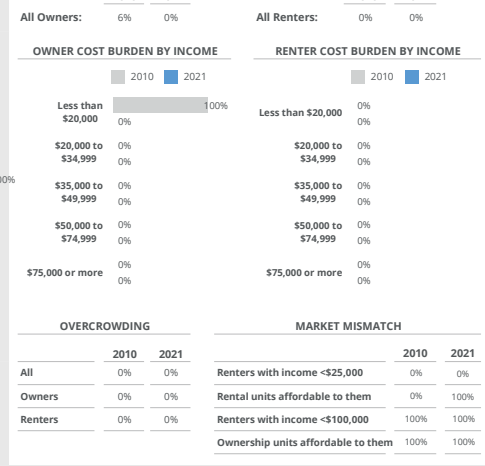 All Owners: 6% 0% All Renters: 0% 0%
OWNER COST BURDEN BY INCOME
2010 2021
Less than $20,000 100%
0%
$20,000 to $34,999 0%
0%
$35,000 to $49,999 0%
0%
$50,000 to $74,999 0%
0%
$75,000 or more 0%
0%
RENTER COST BURDEN BY INCOME
2010 2021
Less than $20,000 0%
0%
$20,000 to $34,999 0%
0%
$35,000 to $49,999 0%
0%
$50,000 to $74,999 0%
0%
$75,000 or more 0%
0%
OVERCROWDING
2010 2021
All 0% 0%
Owners 0% 0%
Renters 0% 0%
MARKET MISMATCH
2010 2021
Renters with income <$25,000 0% 0%
Rental units affordable to them 0% 100%
Renters with income <$100,000 100% 100%
Ownership units affordable to them 100% 100%